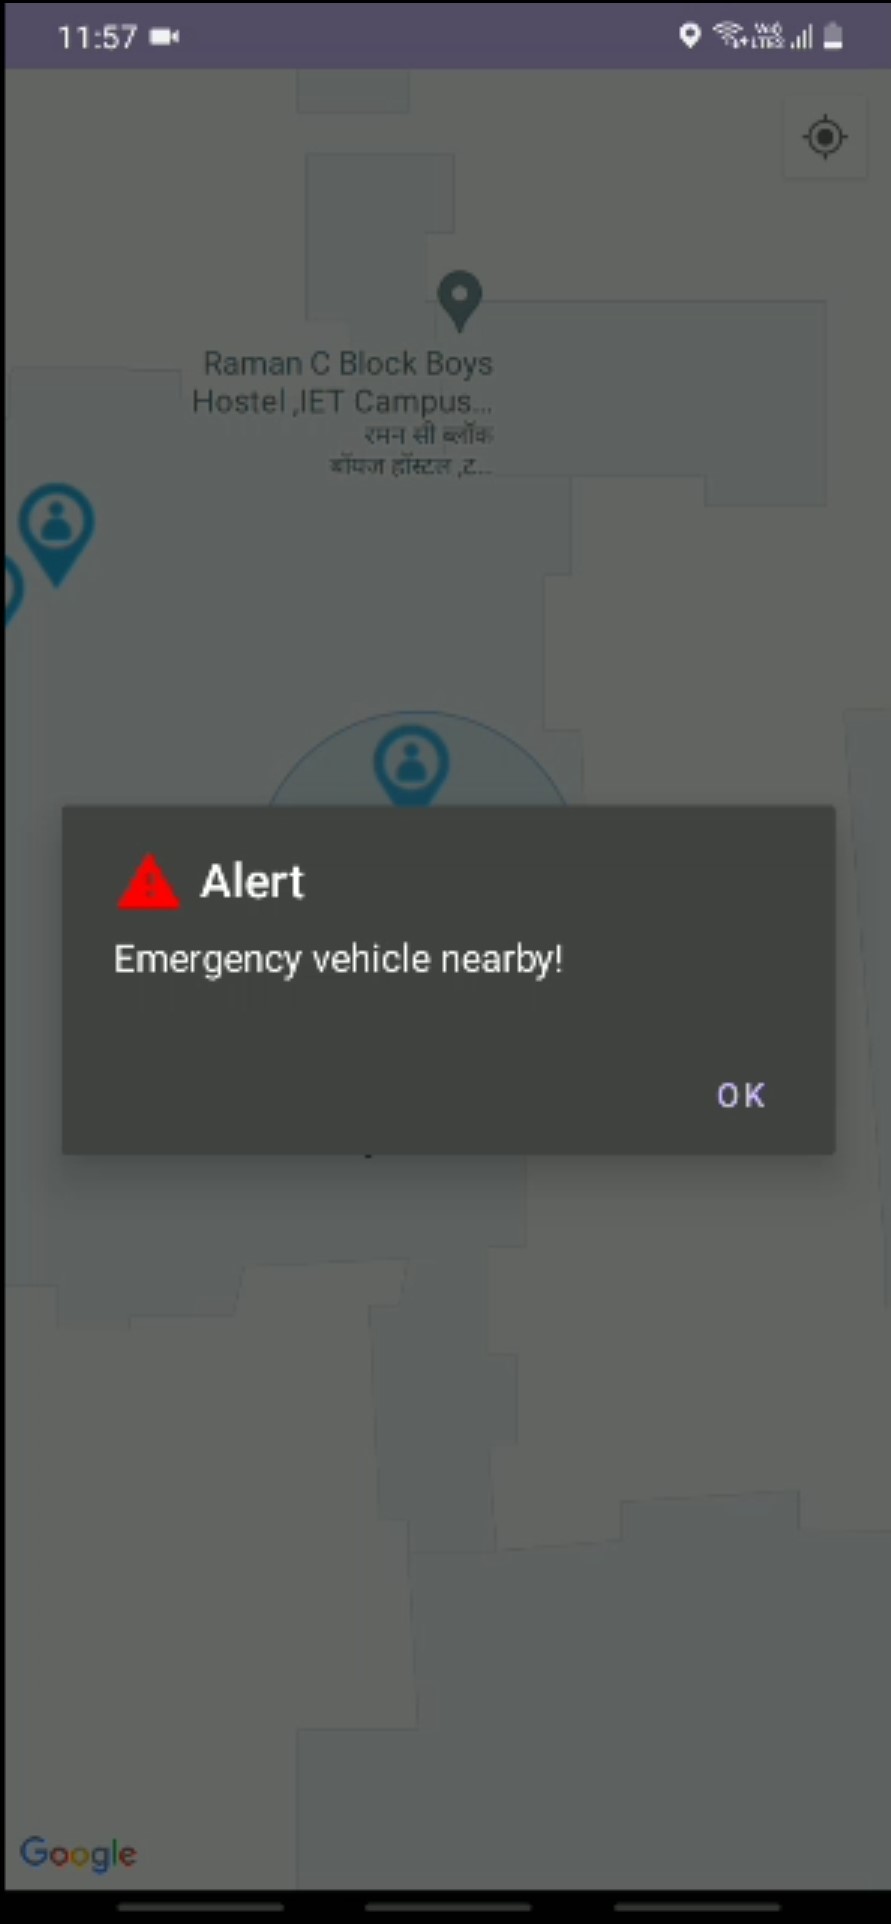 11:57
Raman C Block Boys
Hostel ,IET Campus...
रमन सी ब्लॉक
बॉयज हॉस्टल ,ट...
Alert
Emergency vehicle nearby!
OK
Google